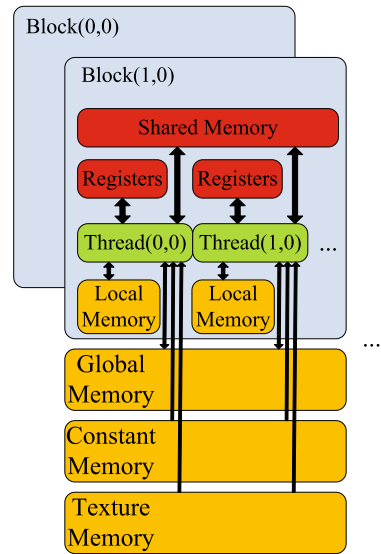 Block(0,0)
Block(1,0)
Shared Memory
Registers Registers
Thread(0,0) Thread(1,0) ...
Local Local
Memory Memory
...
Global
Memory
Constant
Memory
Texture
Memory